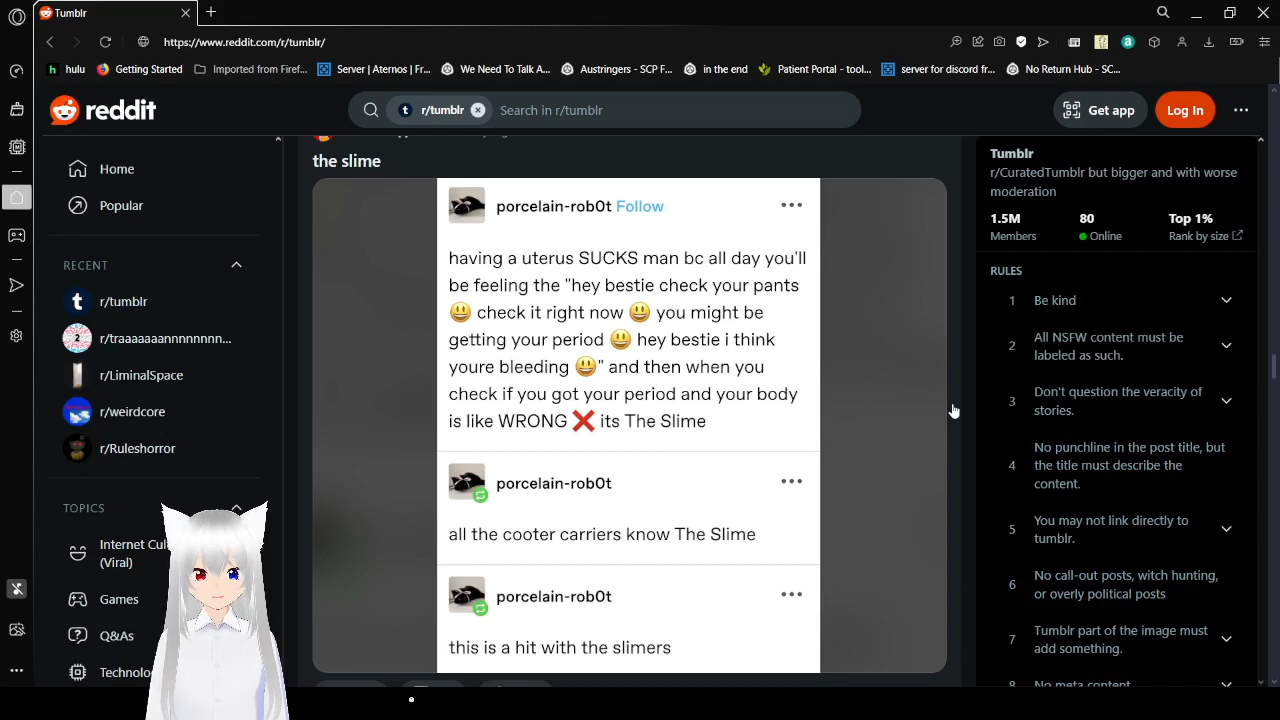 Tumblr
https://www.reddit.com/r/tumblr/
hulu
Getting Started
Imported from Firef...
Server | Aternos | Fr...
We Need To Talk A...
Austringers - SCP F...
in the end
Patient Portal - tool...
server for discord fr...
No Return Hub - SC...
reddit
r/tumblr
Search in r/tumblr
Get app
Log In
Home
Popular
RECENT
r/tumblr
r/traaaaaaannnnnnnn...
r/LiminalSpace
r/weirdcore
r/Ruleshorror
TOPICS
Internet Cul
(Viral)
Games
Q&As
Technolo
the slime
porcelain-rob0t Follow
having a uterus SUCKS man bc all day you'll
be feeling the "hey bestie check your pants
😃 check it right now 😃 you might be
getting your period 😃 hey bestie i think
youre bleeding 😃" and then when you
check if you got your period and your body
is like WRONG ❌ its The Slime
porcelain-rob0t
all the cooter carriers know The Slime
porcelain-rob0t
this is a hit with the slimers
Tumblr
r/CuratedTumblr but bigger and with worse
moderation
1.5M 80 Top 1%
Members Online Rank by size
RULES
1 Be kind
2 All NSFW content must be
labeled as such.
3 Don't question the veracity of
stories.
4 No punchline in the post title, but
the title must describe the
content.
5 You may not link directly to
tumblr.
6 No call-out posts, witch hunting,
or overly political posts
7 Tumblr part of the image must
add something.
8 No meta content